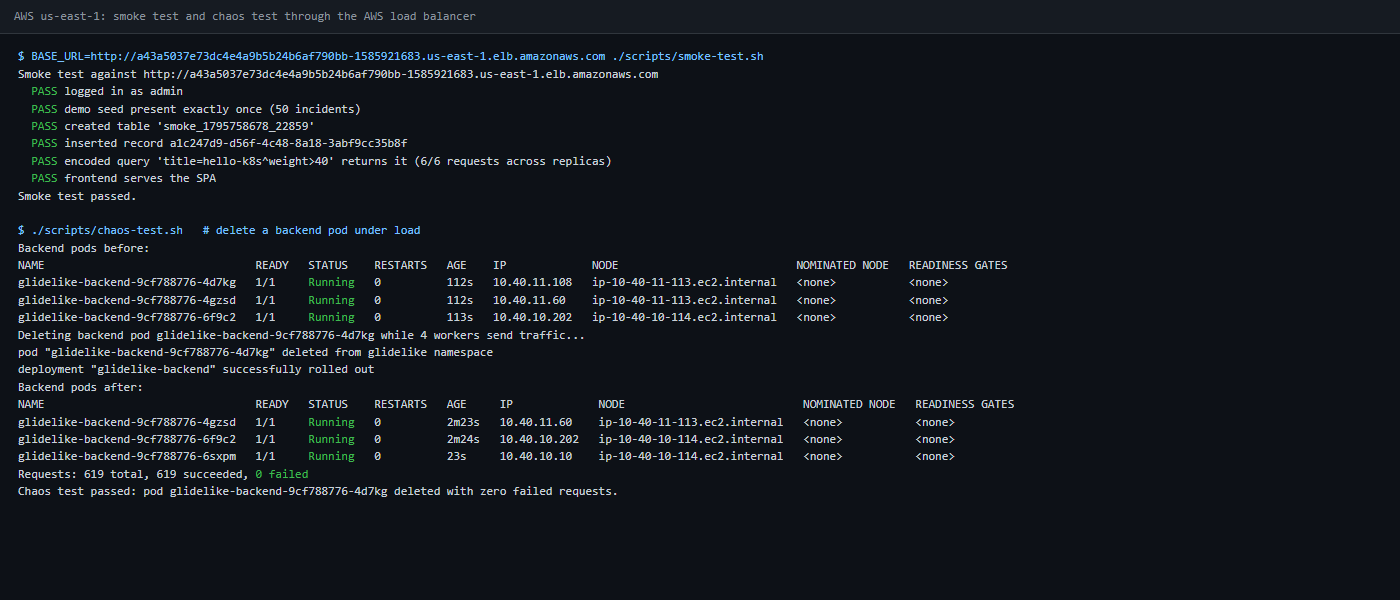 AWS us-east-1: smoke test and chaos test through the AWS load balancer
$ BASE_URL=http://a43a5037e73dc4e4a9b5b24b6af790bb-1585921683.us-east-1.elb.amazonaws.com ./scripts/smoke-test.sh
Smoke test against http://a43a5037e73dc4e4a9b5b24b6af790bb-1585921683.us-east-1.elb.amazonaws.com
  PASS logged in as admin
  PASS demo seed present exactly once (50 incidents)
  PASS created table 'smoke_1795758678_22859'
  PASS inserted record a1c247d9-d56f-4c48-8a18-3abf9cc35b8f
  PASS encoded query 'title=hello-k8s^weight>40' returns it (6/6 requests across replicas)
  PASS frontend serves the SPA
Smoke test passed.
$ ./scripts/chaos-test.sh   # delete a backend pod under load
Backend pods before:
NAME                                READY   STATUS    RESTARTS   AGE    IP             NODE                          NOMINATED NODE   READINESS GATES
glidelike-backend-9cf788776-4d7kg   1/1     Running   0          112s   10.40.11.108   ip-10-40-11-113.ec2.internal   <none>           <none>
glidelike-backend-9cf788776-4gzsd   1/1     Running   0          112s   10.40.11.60    ip-10-40-11-113.ec2.internal   <none>           <none>
glidelike-backend-9cf788776-6f9c2   1/1     Running   0          113s   10.40.10.202   ip-10-40-10-114.ec2.internal   <none>           <none>
Deleting backend pod glidelike-backend-9cf788776-4d7kg while 4 workers send traffic...
pod "glidelike-backend-9cf788776-4d7kg" deleted from glidelike namespace
deployment "glidelike-backend" successfully rolled out
Backend pods after:
NAME                                READY   STATUS    RESTARTS   AGE     IP             NODE                          NOMINATED NODE   READINESS GATES
glidelike-backend-9cf788776-4gzsd   1/1     Running   0          2m23s   10.40.11.60    ip-10-40-11-113.ec2.internal   <none>           <none>
glidelike-backend-9cf788776-6f9c2   1/1     Running   0          2m24s   10.40.10.202   ip-10-40-10-114.ec2.internal   <none>           <none>
glidelike-backend-9cf788776-6sxpm   1/1     Running   0          23s     10.40.10.10    ip-10-40-10-114.ec2.internal   <none>           <none>
Requests: 619 total, 619 succeeded, 0 failed
Chaos test passed: pod glidelike-backend-9cf788776-4d7kg deleted with zero failed requests.